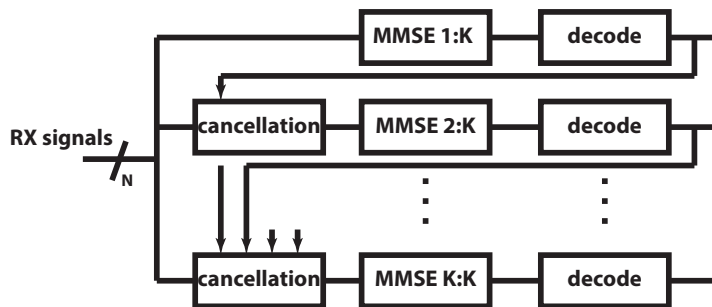 MMSE 1:K
decode
cancellation
MMSE 2:K
decode
RX signals
N
cancellation
MMSE K:K
decode